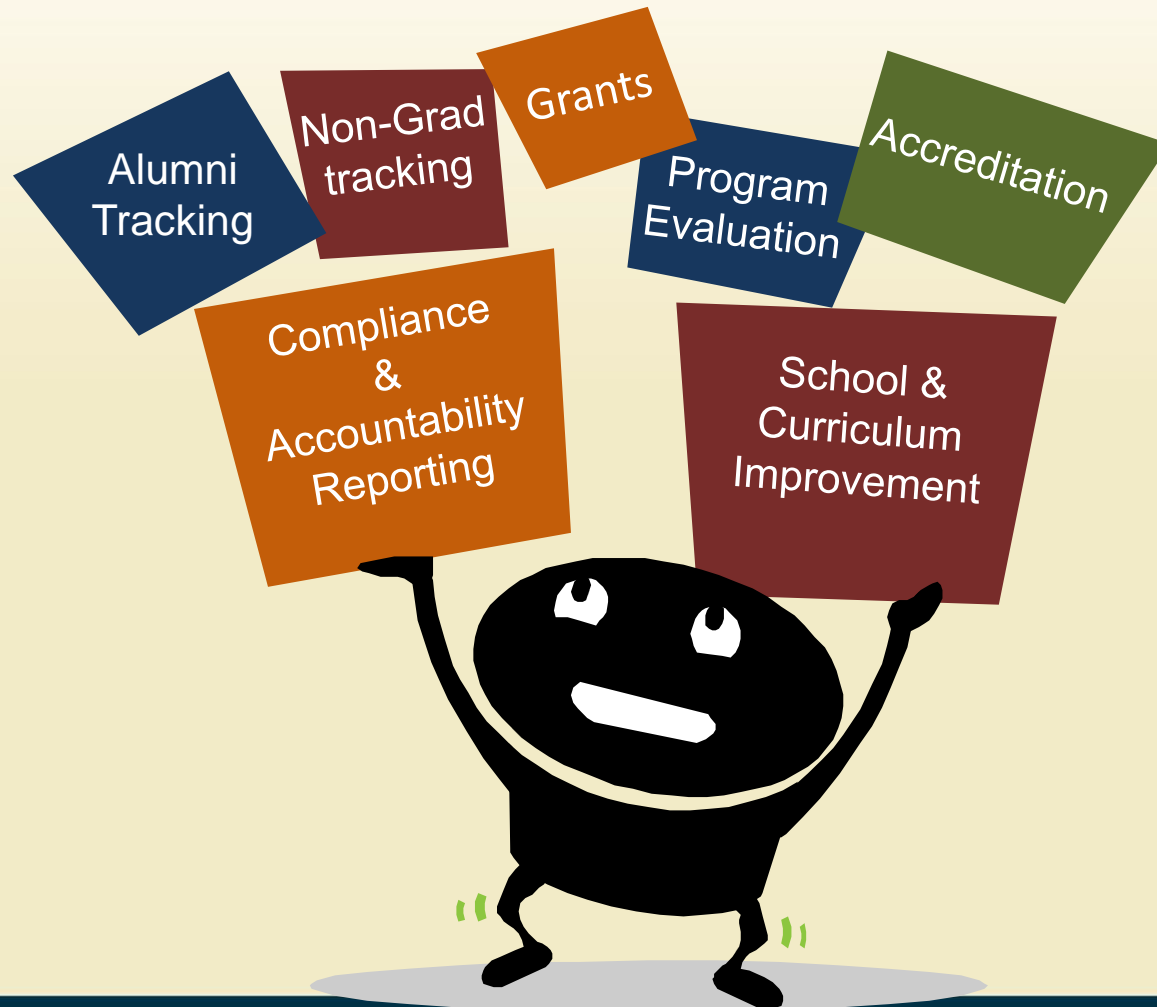 Alumni
Tracking
Non-Grad
tracking
Grants
Program
Evaluation
Accreditation
Compliance
&
Accountability
Reporting
School &
Curriculum
Improvement